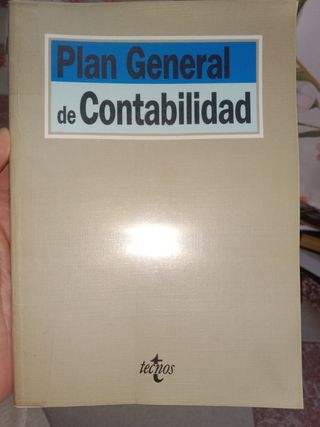 Plan General
de Contabilidad
tecnos